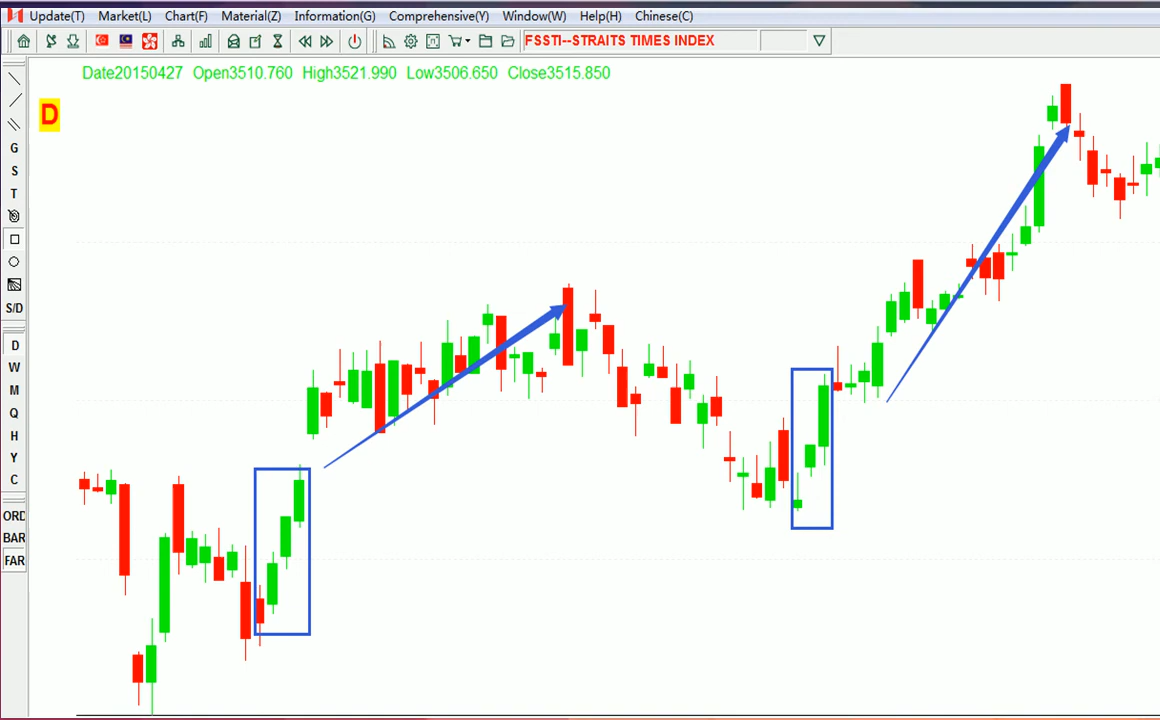 Update(T) Market(L) Chart(F) Material(Z) Information(G) Comprehensive(Y) Window(W) Help(H) Chinese(C)
FSSTI--STRAITS TIMES INDEX
Date20150427 Open3510.760 High3521.990 Low3506.650 Close3515.850
D
G
S
T
S/D
D
W
M
Q
H
Y
C
ORD
BAR
FAR